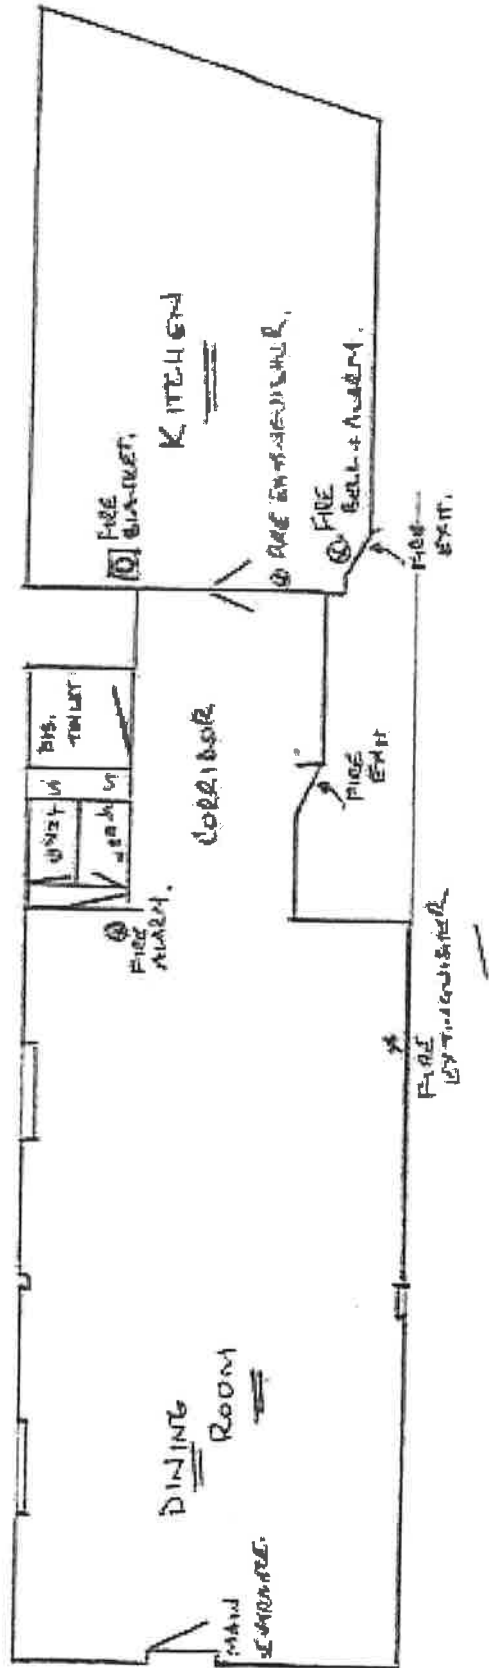 KITCHEN
FIRE
BLANKET.
FIRE EXTINGUISHER.
FIRE
BELL + ALARM.
FIRE
EXIT.
DIS.
TOILET
CORRIDOR
FIRE
EXIT
FIRE
ALARM.
FIRE
EXTINGUISHER
DINING
ROOM
MAIN
ENTRANCE.